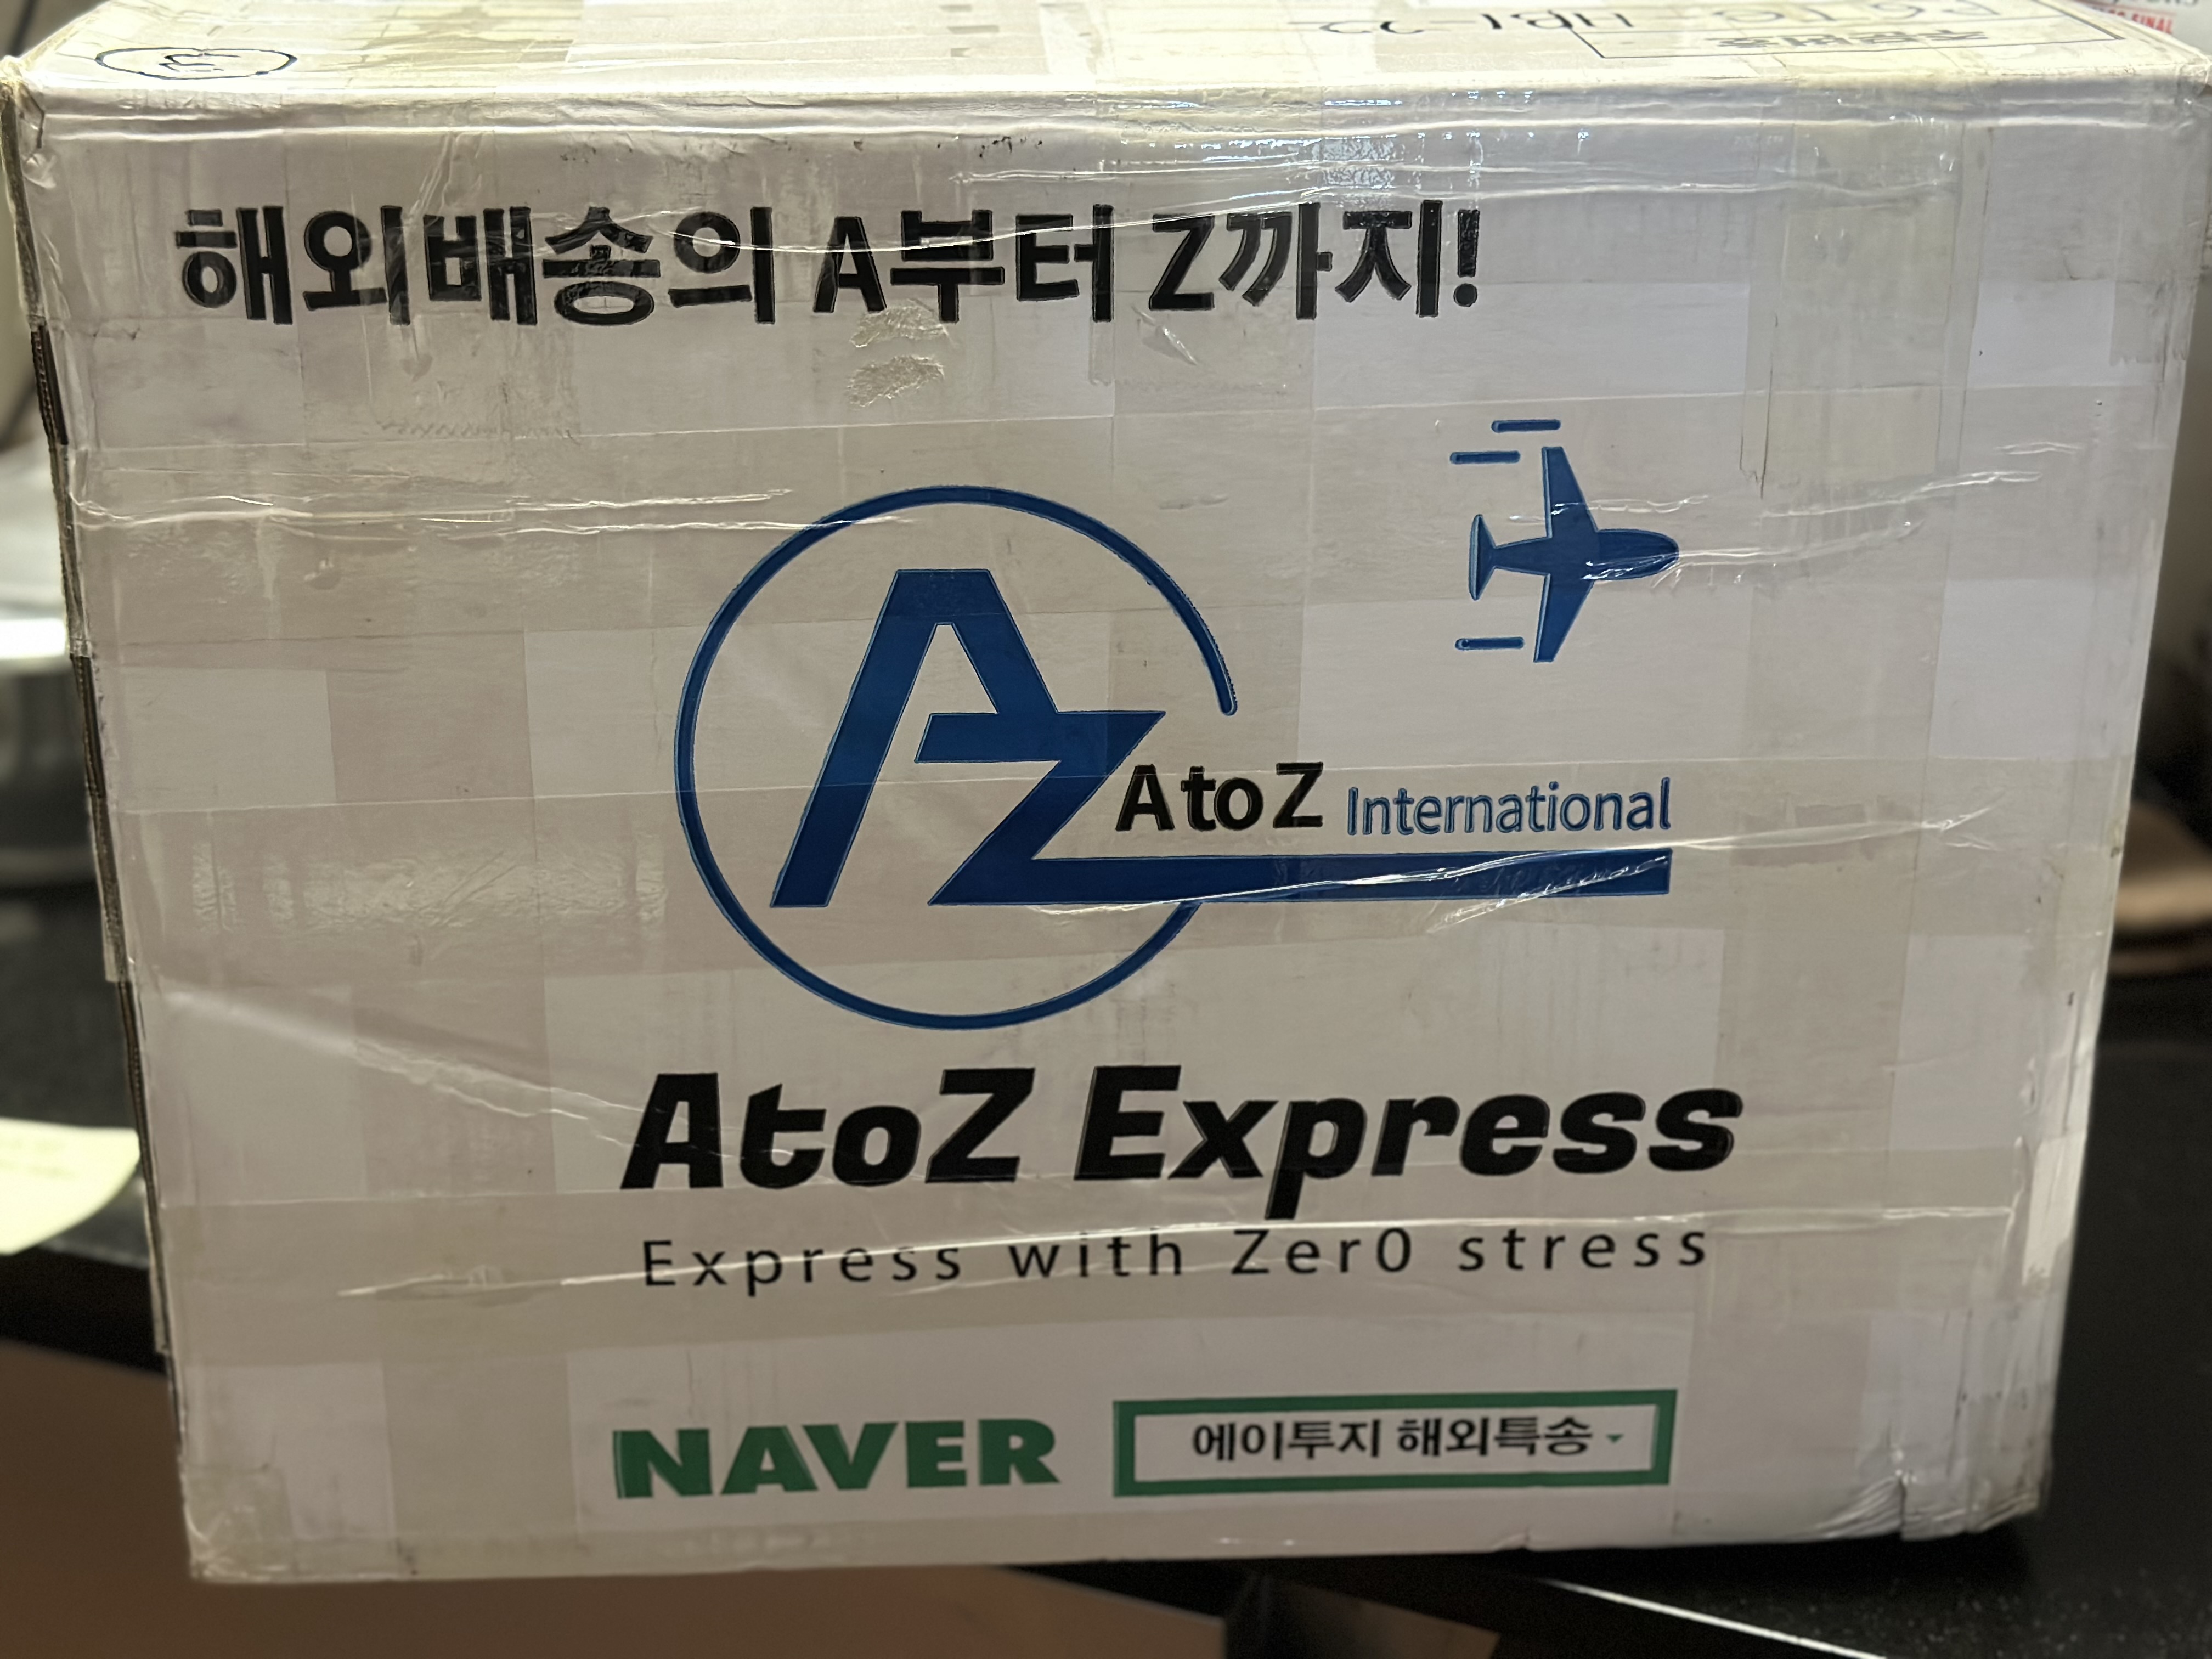 해외배송의 A부터 Z까지!
AZ
AtoZ International
AtoZ Express
Express with Zer0 stress
NAVER 에이투지 해외특송